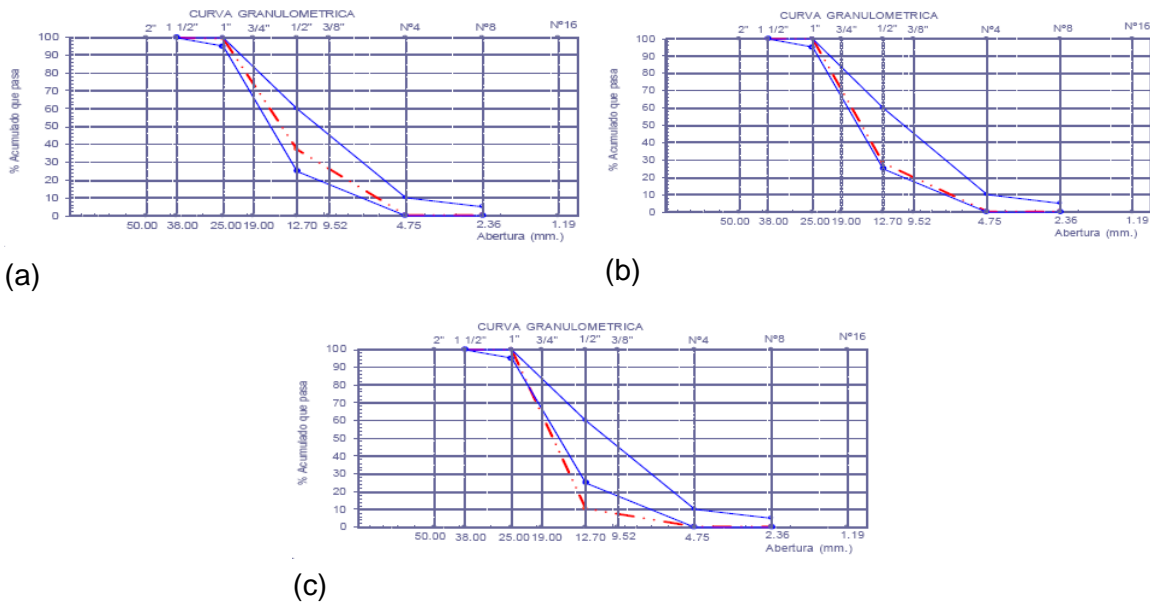 CURVA GRANULOMETRICA
2" 1 1/2" 1" 3/4" 1/2" 3/8" Nº4 Nº8 Nº16
100
90
80
70
60
50
40
30
20
10
0
% Acumulado que pasa
50.00 38.00 25.00 19.00 12.70 9.52 4.75 2.36 1.19
Abertura (mm.)
(a)
CURVA GRANULOMETRICA
2" 1 1/2" 1" 3/4" 1/2" 3/8" Nº4 Nº8 Nº16
100
90
80
70
60
50
40
30
20
10
0
% Acumulado que pasa
50.00 38.00 25.00 19.00 12.70 9.52 4.75 2.36 1.19
Abertura (mm.)
(b)
CURVA GRANULOMETRICA
2" 1 1/2" 1" 3/4" 1/2" 3/8" Nº4 Nº8 Nº16
100
90
80
70
60
50
40
30
20
10
0
% Acumulado que pasa
50.00 38.00 25.00 19.00 12.70 9.52 4.75 2.36 1.19
Abertura (mm.)
(c)